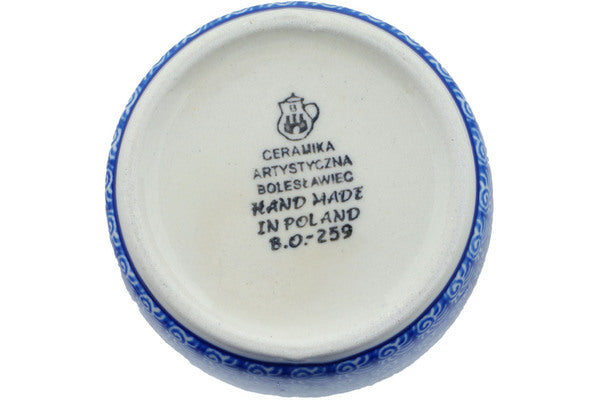 CERAMIKA
ARTYSTYCZNA
BOLESŁAWIEC
HAND MADE
IN POLAND
B.O.-259